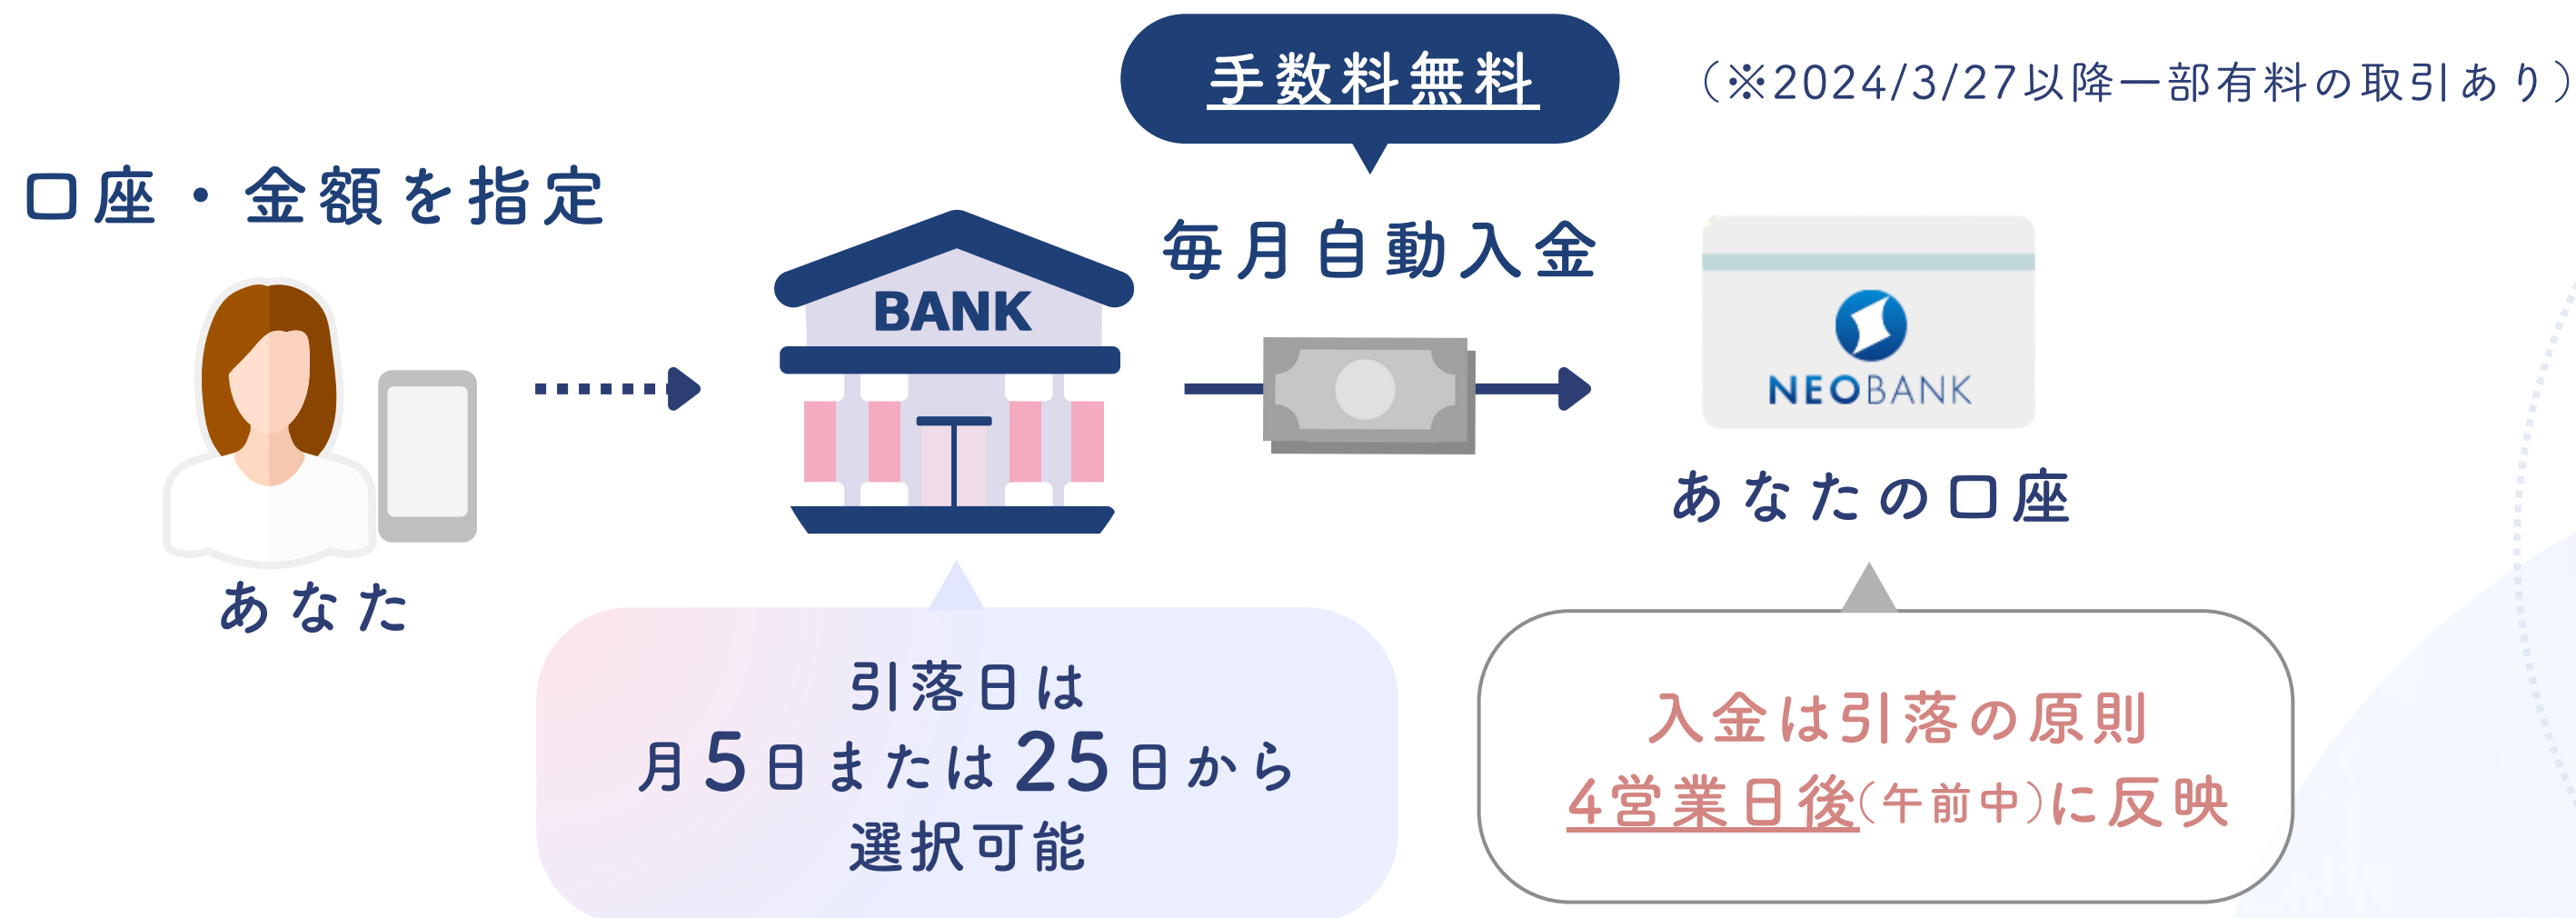 手数料無料
（※2024/3/27以降一部有料の取引あり）
口座・金額を指定
毎月自動入金
BANK
NEOBANK
あなたの口座
あなた
引落日は
月5日または25日から
選択可能
入金は引落の原則
4営業日後(午前中)に反映